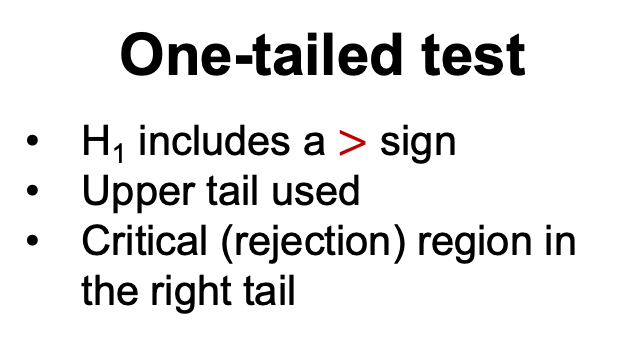 One-tailed test
• H₁ includes a > sign
• Upper tail used
• Critical (rejection) region in
the right tail